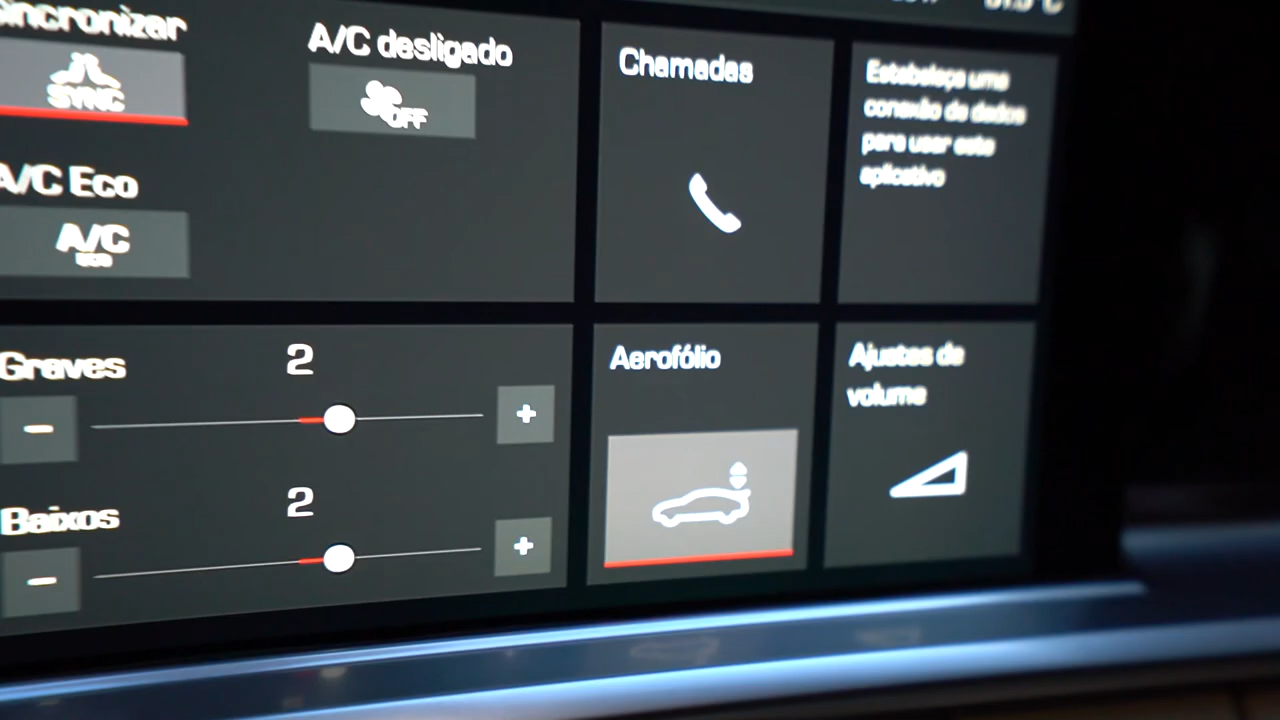 Sincronizar
SYNC
A/C desligado
OFF
Chamadas
Estabeleça uma
conexão de dados
para usar este
aplicativo
A/C Eco
A/C
ECO
Graves
2
Baixos
2
Aerofólio
Ajustes de
volume